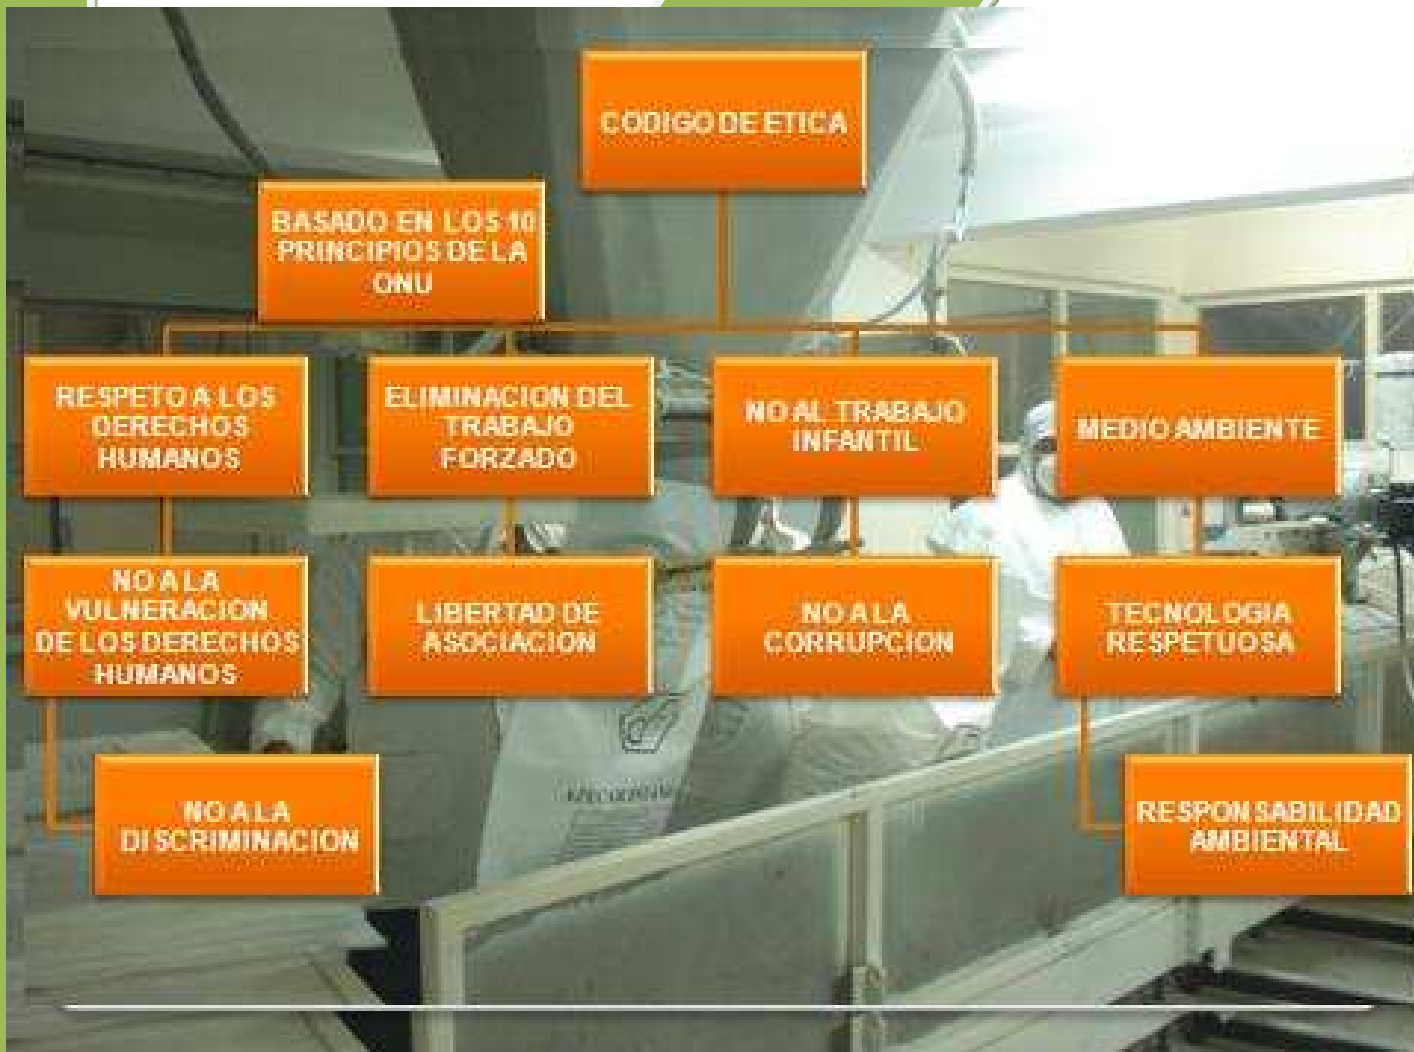 CODIGO DE ETICA
BASADO EN LOS 10
PRINCIPIOS DE LA
ONU
RESPETO A LOS
DERECHOS
HUMANOS
ELIMINACION DEL
TRABAJO
FORZADO
NO AL TRABAJO
INFANTIL
MEDIO AMBIENTE
NO A LA
VULNERACION
DE LOS DERECHOS
HUMANOS
LIBERTAD DE
ASOCIACION
NO A LA
CORRUPCION
TECNOLOGIA
RESPETUOSA
NO A LA
DISCRIMINACION
RESPONSABILIDAD
AMBIENTAL